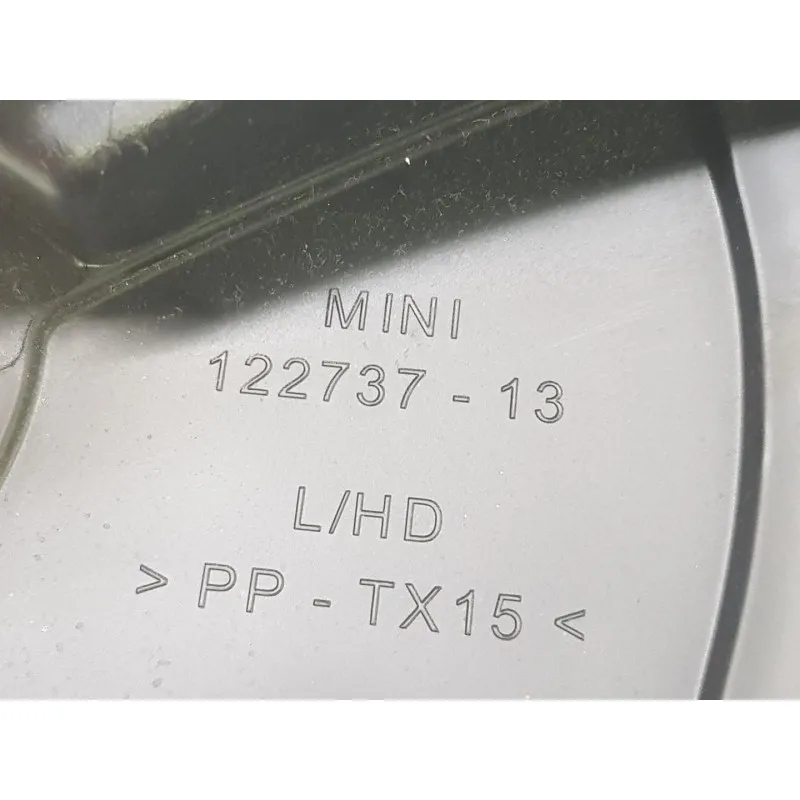 MINI
122737 - 13
L/HD
> PP - TX15 <